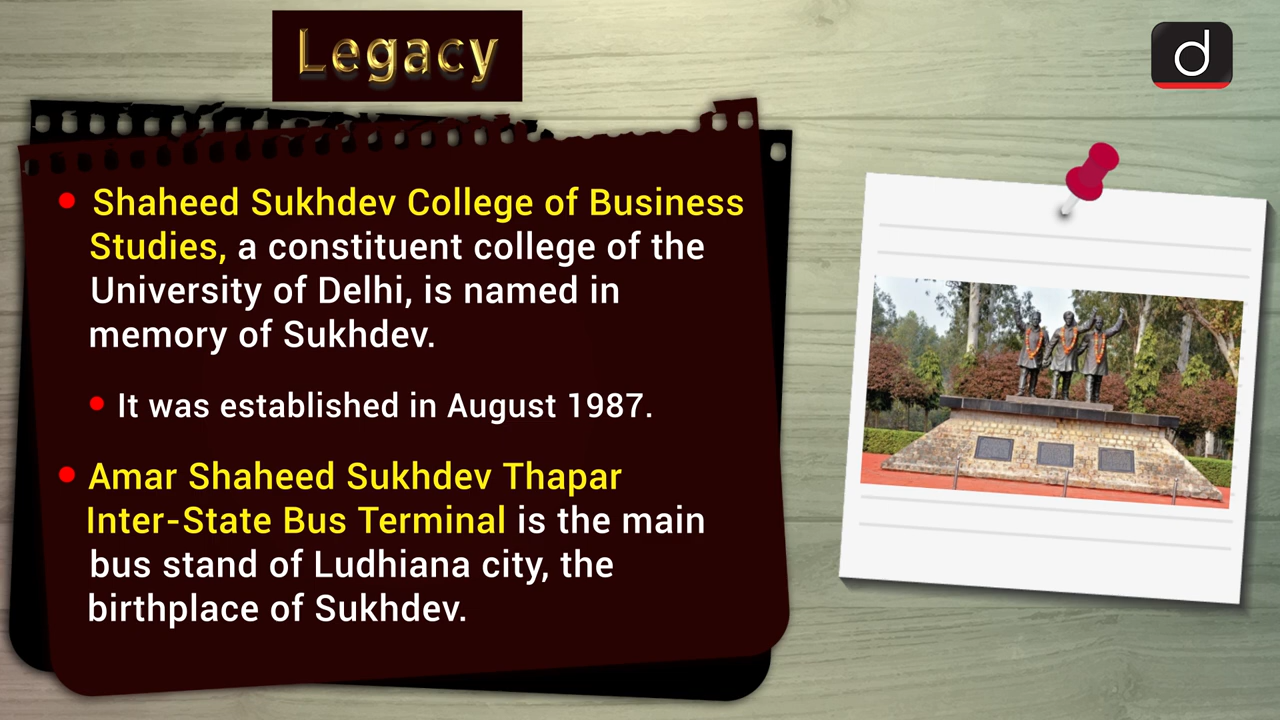 Legacy
d
Shaheed Sukhdev College of Business
Studies, a constituent college of the
University of Delhi, is named in
memory of Sukhdev.
It was established in August 1987.
Amar Shaheed Sukhdev Thapar
Inter-State Bus Terminal is the main
bus stand of Ludhiana city, the
birthplace of Sukhdev.